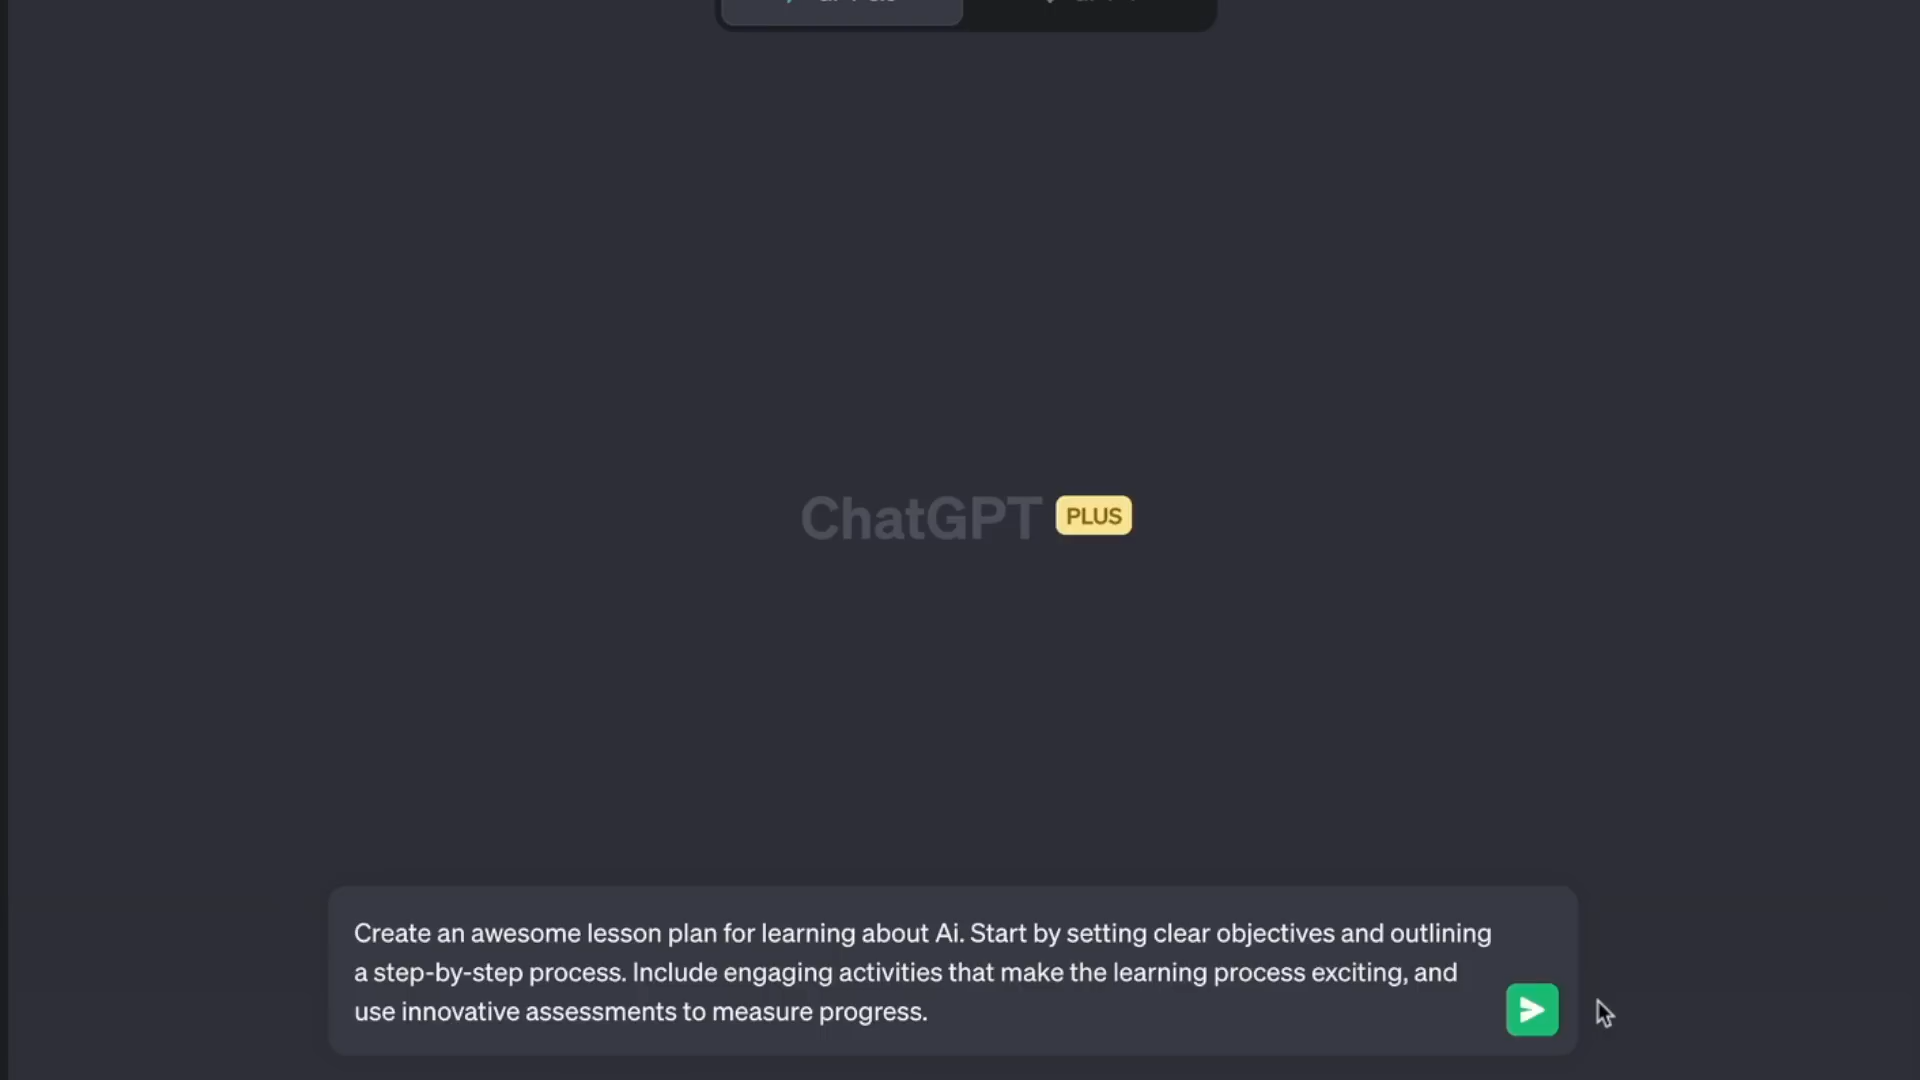 ChatGPT PLUS
Create an awesome lesson plan for learning about Ai. Start by setting clear objectives and outlining
a step-by-step process. Include engaging activities that make the learning process exciting, and
use innovative assessments to measure progress.